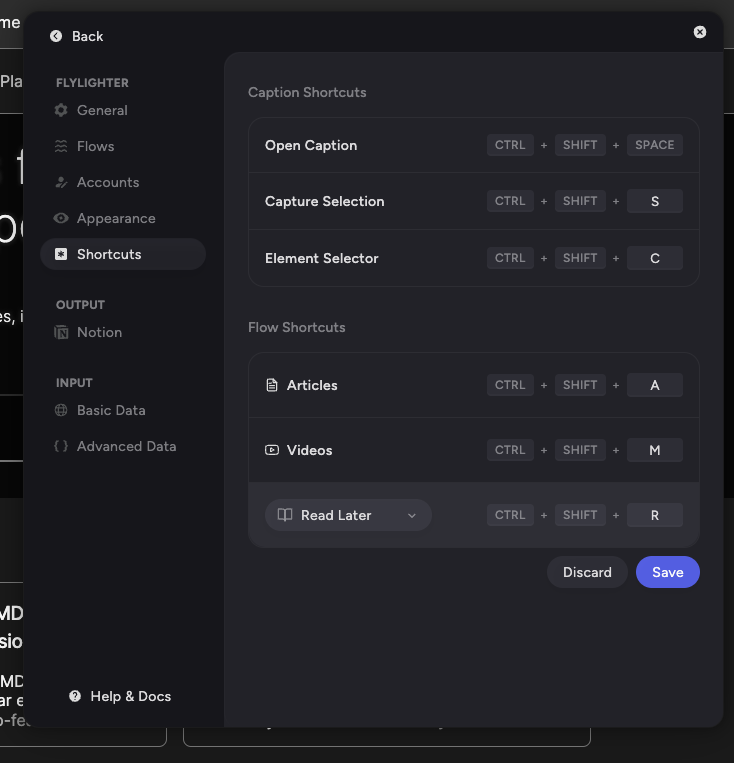 me
Back
Pla
FLYLIGHTER
General
Flows
Accounts
Appearance
Shortcuts
OUTPUT
Notion
INPUT
Basic Data
Advanced Data
Help & Docs
Caption Shortcuts
Open Caption CTRL + SHIFT + SPACE
Capture Selection CTRL + SHIFT + S
Element Selector CTRL + SHIFT + C
Flow Shortcuts
Articles CTRL + SHIFT + A
Videos CTRL + SHIFT + M
Read Later CTRL + SHIFT + R
Discard Save
es, i
MD
sio
MD
ar e